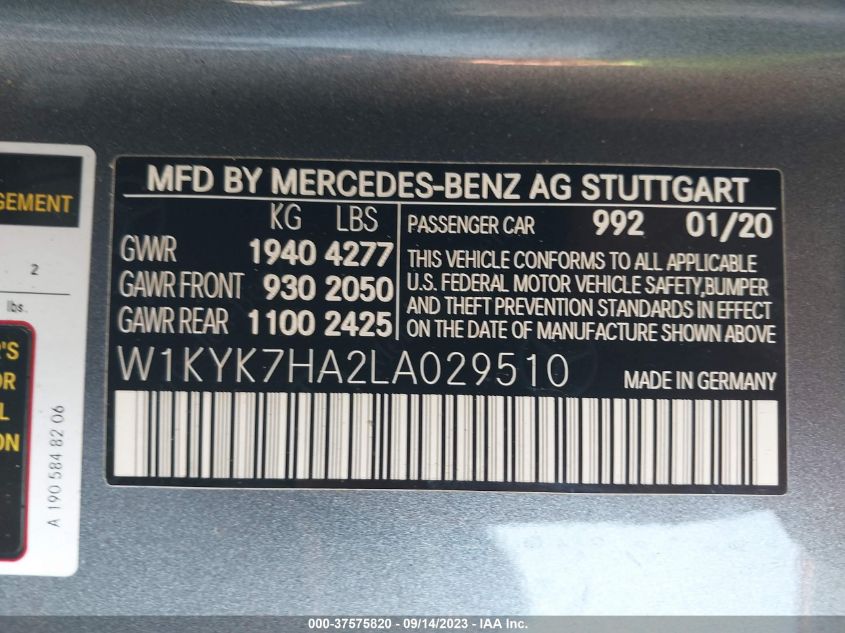 GEMENT
2
lbs.
R'S
OR
L
ON
A 190 584 82 06
MFD BY MERCEDES-BENZ AG STUTTGART
KG LBS
GWWR 1940 4277
GAWR FRONT 930 2050
GAWR REAR 1100 2425
PASSENGER CAR 992 01/20
THIS VEHICLE CONFORMS TO ALL APPLICABLE
U.S. FEDERAL MOTOR VEHICLE SAFETY,BUMPER
AND THEFT PREVENTION STANDARDS IN EFFECT
ON THE DATE OF MANUFACTURE SHOWN ABOVE
W1KYK7HA2LA029510 MADE IN GERMANY
000-37575820 - 09/14/2023 - IAA Inc.